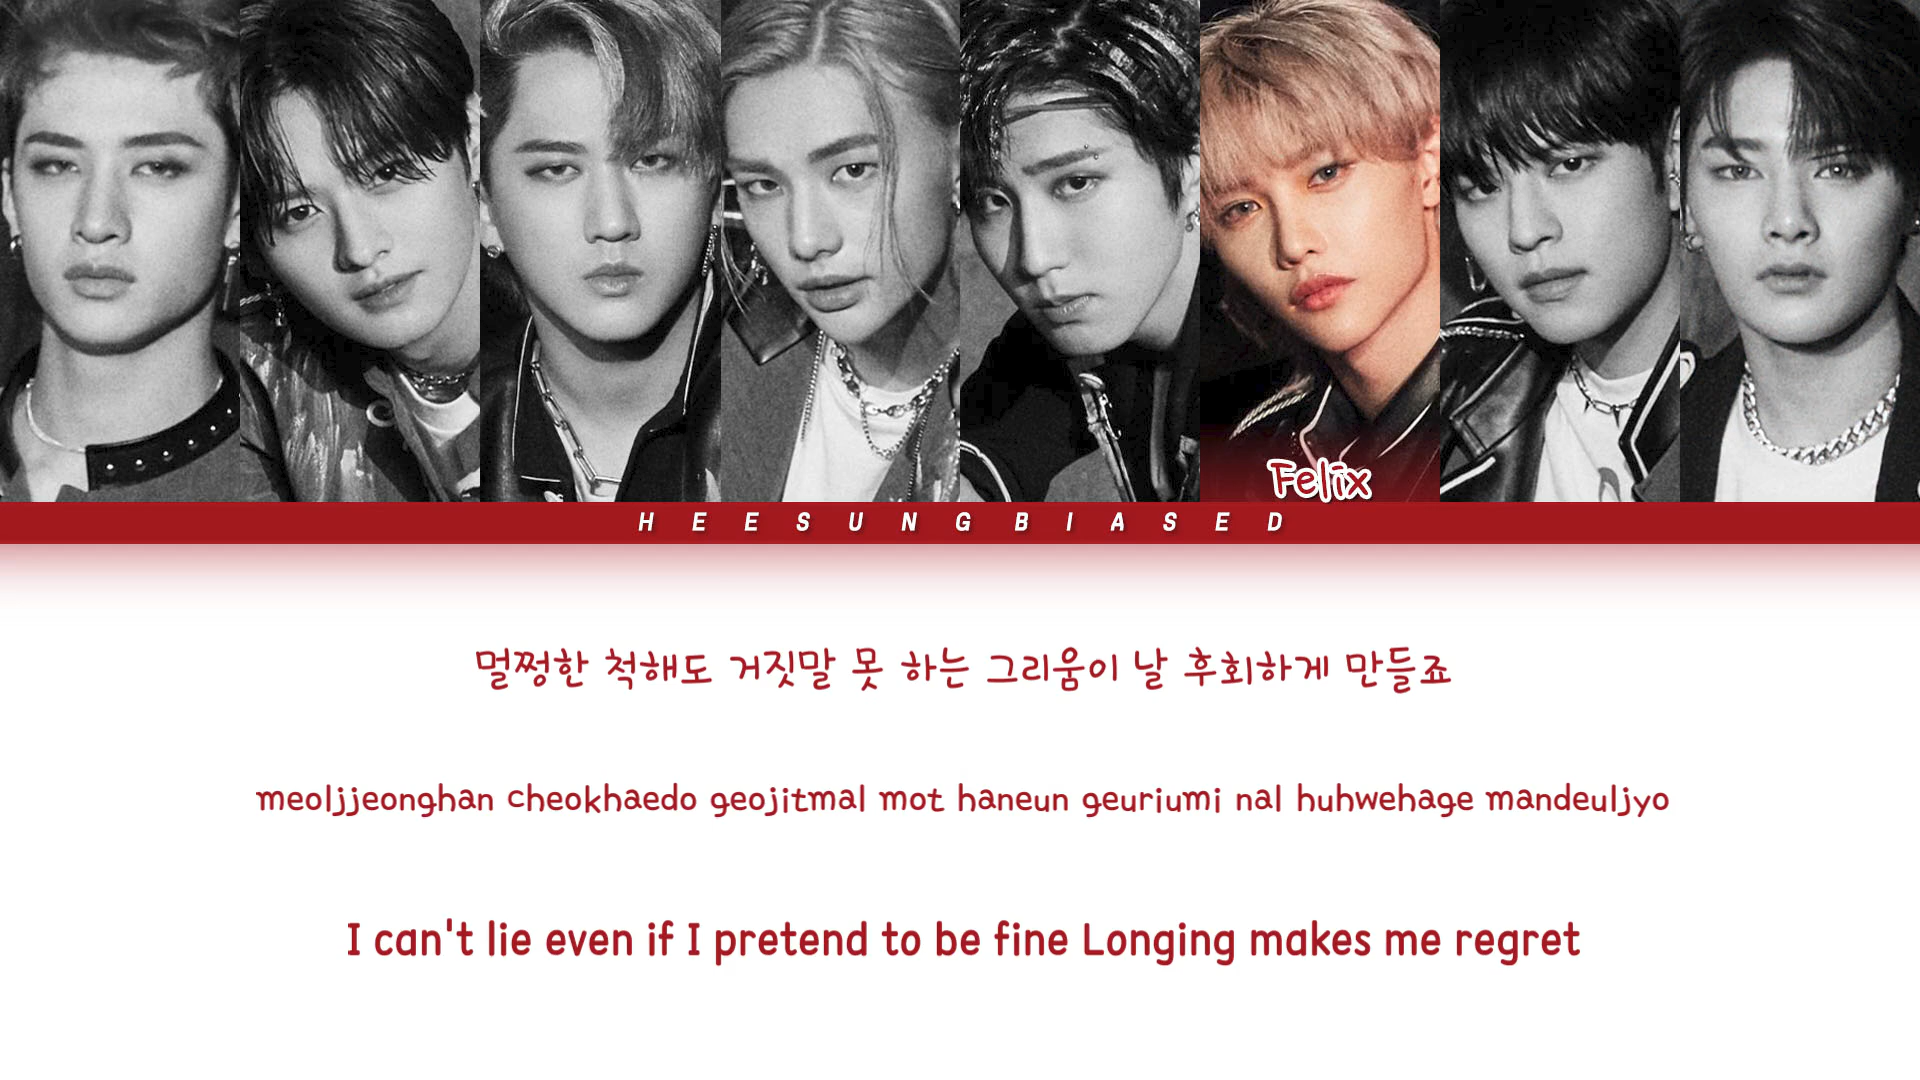 Felix
HEESUNGBIASED
멀쩡한 척해도 거짓말 못 하는 그리움이 날 후회하게 만들죠
meoljjeonghan cheokhaedo geojitmal mot haneun geuriumi nal huhwehage mandeuljyo
I can't lie even if I pretend to be fine Longing makes me regret